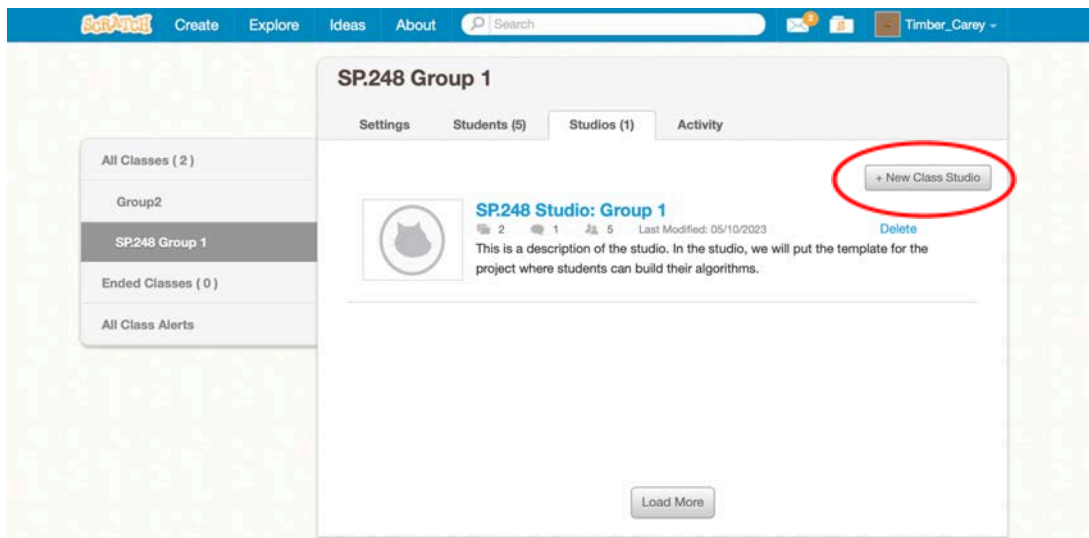 SCRATCH Create Explore Ideas About Search 2 S Timber_Carey
SP.248 Group 1
Settings Students (5) Studios (1) Activity
All Classes ( 2 )
Group2
SP.248 Group 1
Ended Classes ( 0 )
All Class Alerts
+ New Class Studio
SP.248 Studio: Group 1
2 1 5 Last Modified: 05/10/2023 Delete
This is a description of the studio. In the studio, we will put the template for the
project where students can build their algorithms.
Load More